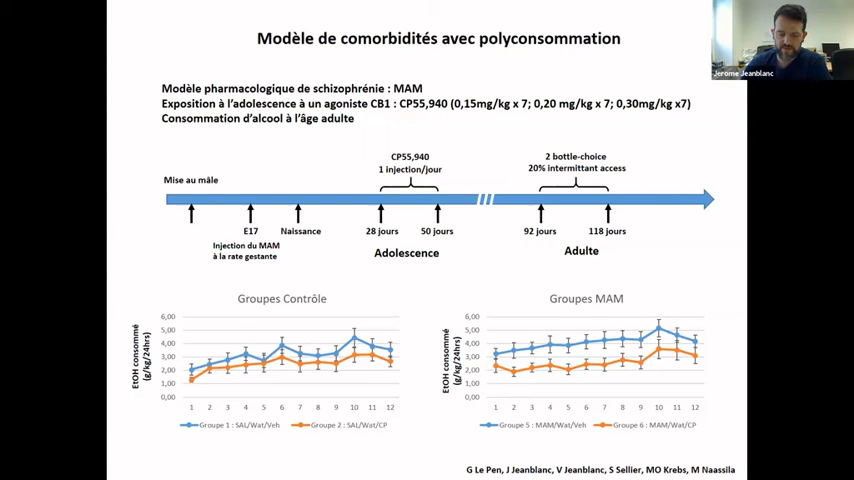 Modèle de comorbidités avec polyconsommation
Jerome Jeanblanc
Modèle pharmacologique de schizophrénie : MAM
Exposition à l'adolescence à un agoniste CB1 : CP55,940 (0,15mg/kg x 7; 0,20 mg/kg x 7; 0,30mg/kg x7)
Consommation d'alcool à l'âge adulte
CP55,940
1 injection/jour
2 bottle-choice
20% intermittant access
Mise au mâle
E17
Naissance
28 jours
50 jours
92 jours
118 jours
Injection du MAM
à la rate gestante
Adolescence
Adulte
Groupes Contrôle
EtOH consommé
(g/kg/24hrs)
6,00
5,00
4,00
3,00
2,00
1,00
0,00
1 2 3 4 5 6 7 8 9 10 11 12
Groupe 1 : SAL/Wat/Veh
Groupe 2 : SAL/Wat/CP
Groupes MAM
EtOH consommé
(g/kg/24hrs)
6,00
5,00
4,00
3,00
2,00
1,00
0,00
1 2 3 4 5 6 7 8 9 10 11 12
Groupe 5 : MAM/Wat/Veh
Groupe 6 : MAM/Wat/CP
G Le Pen, J Jeanblanc, V Jeanblanc, S Sellier, MO Krebs, M Naassila